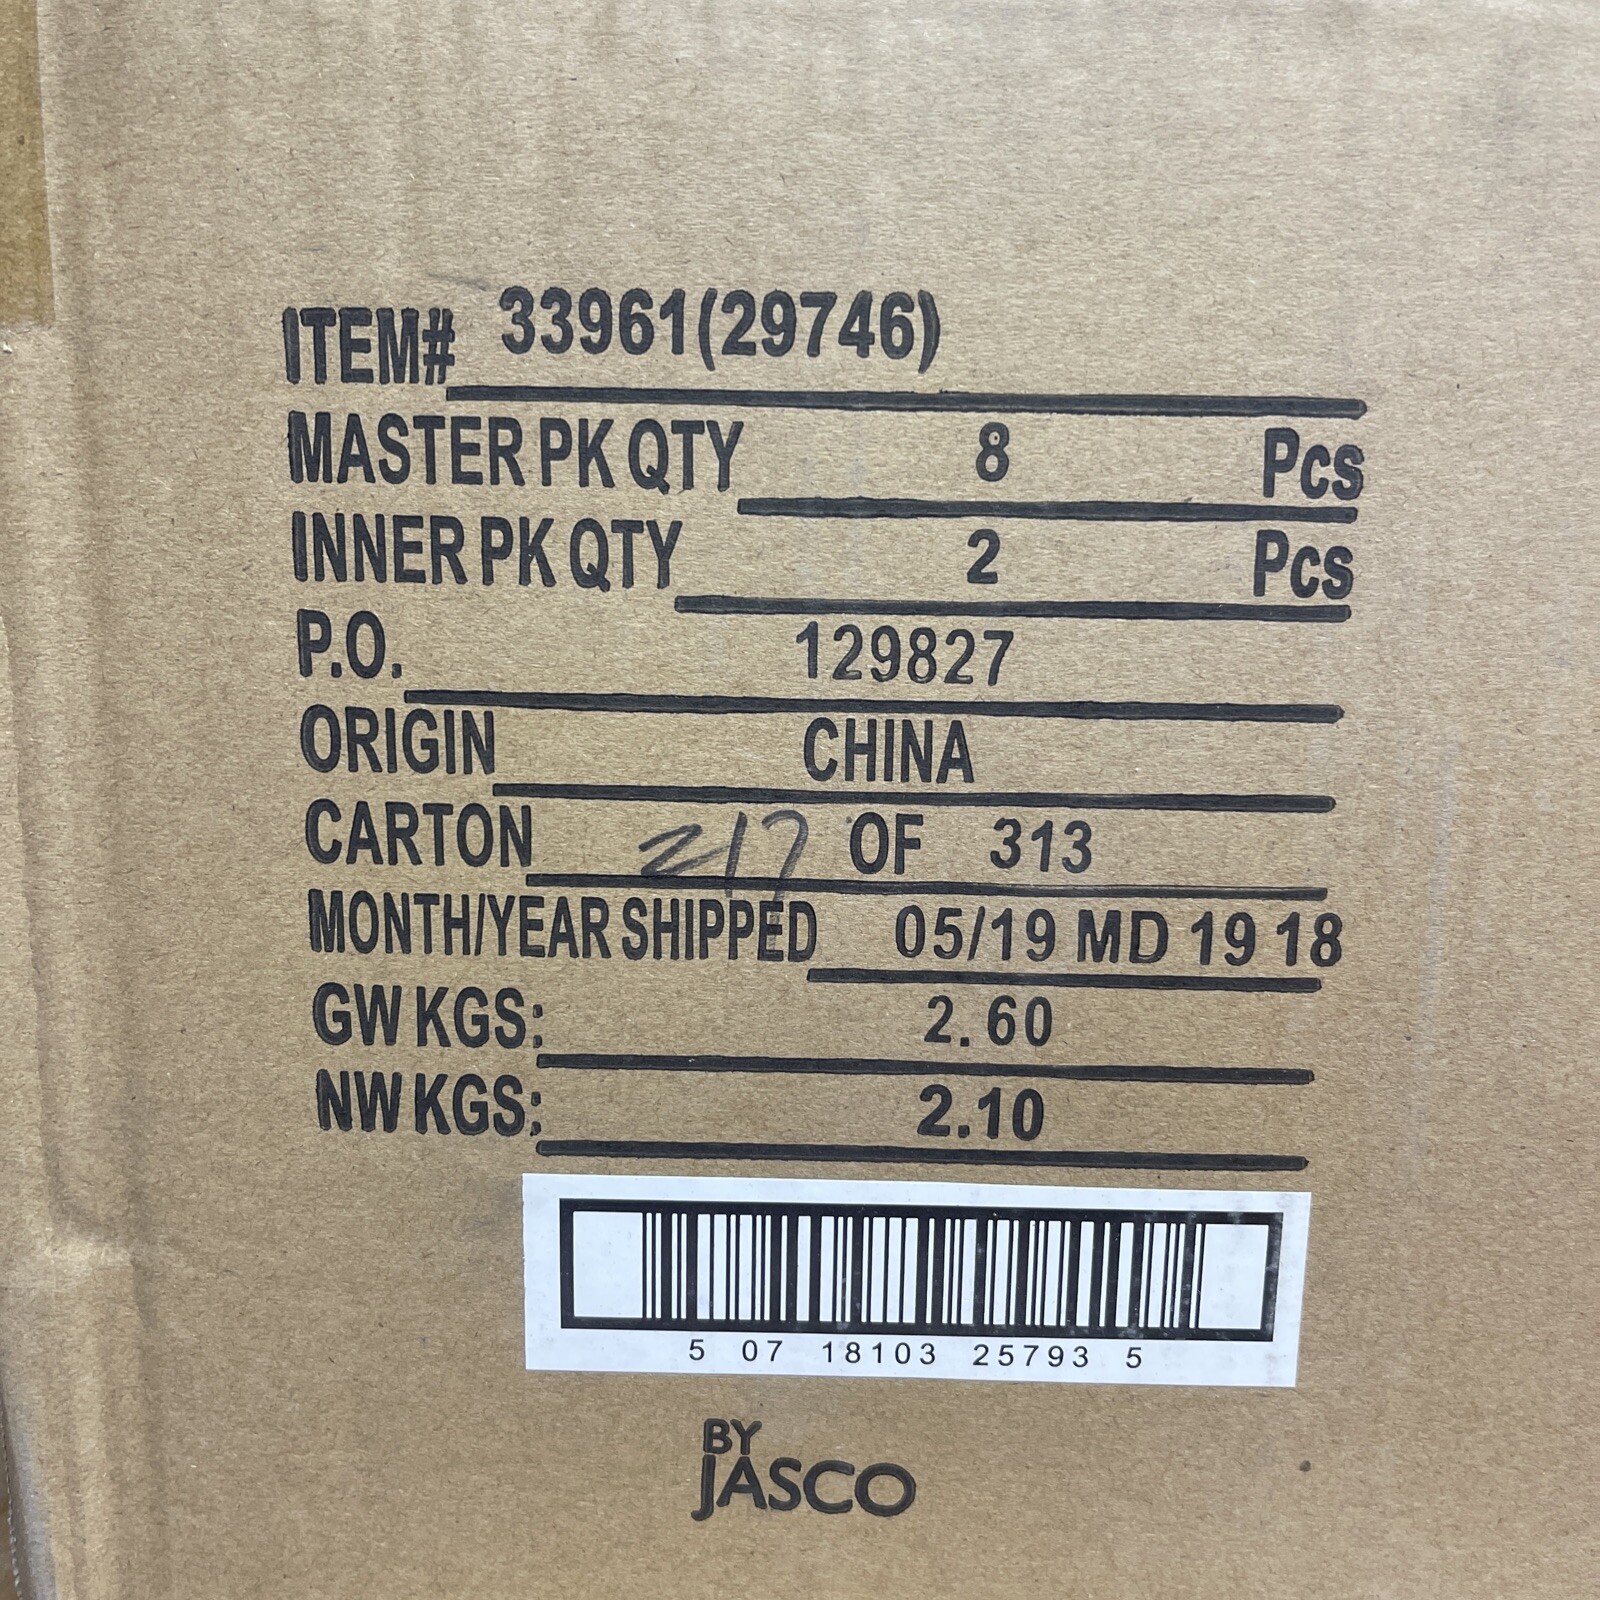 ITEM# 33961(29746)
MASTER PK QTY 8 Pcs
INNER PK QTY 2 Pcs
P.O. 129827
ORIGIN CHINA
CARTON 217 OF 313
MONTH/YEAR SHIPPED 05/19 MD 19 18
GW KGS: 2.60
NW KGS: 2.10
5 07 18103 25793 5
BY
JASCO